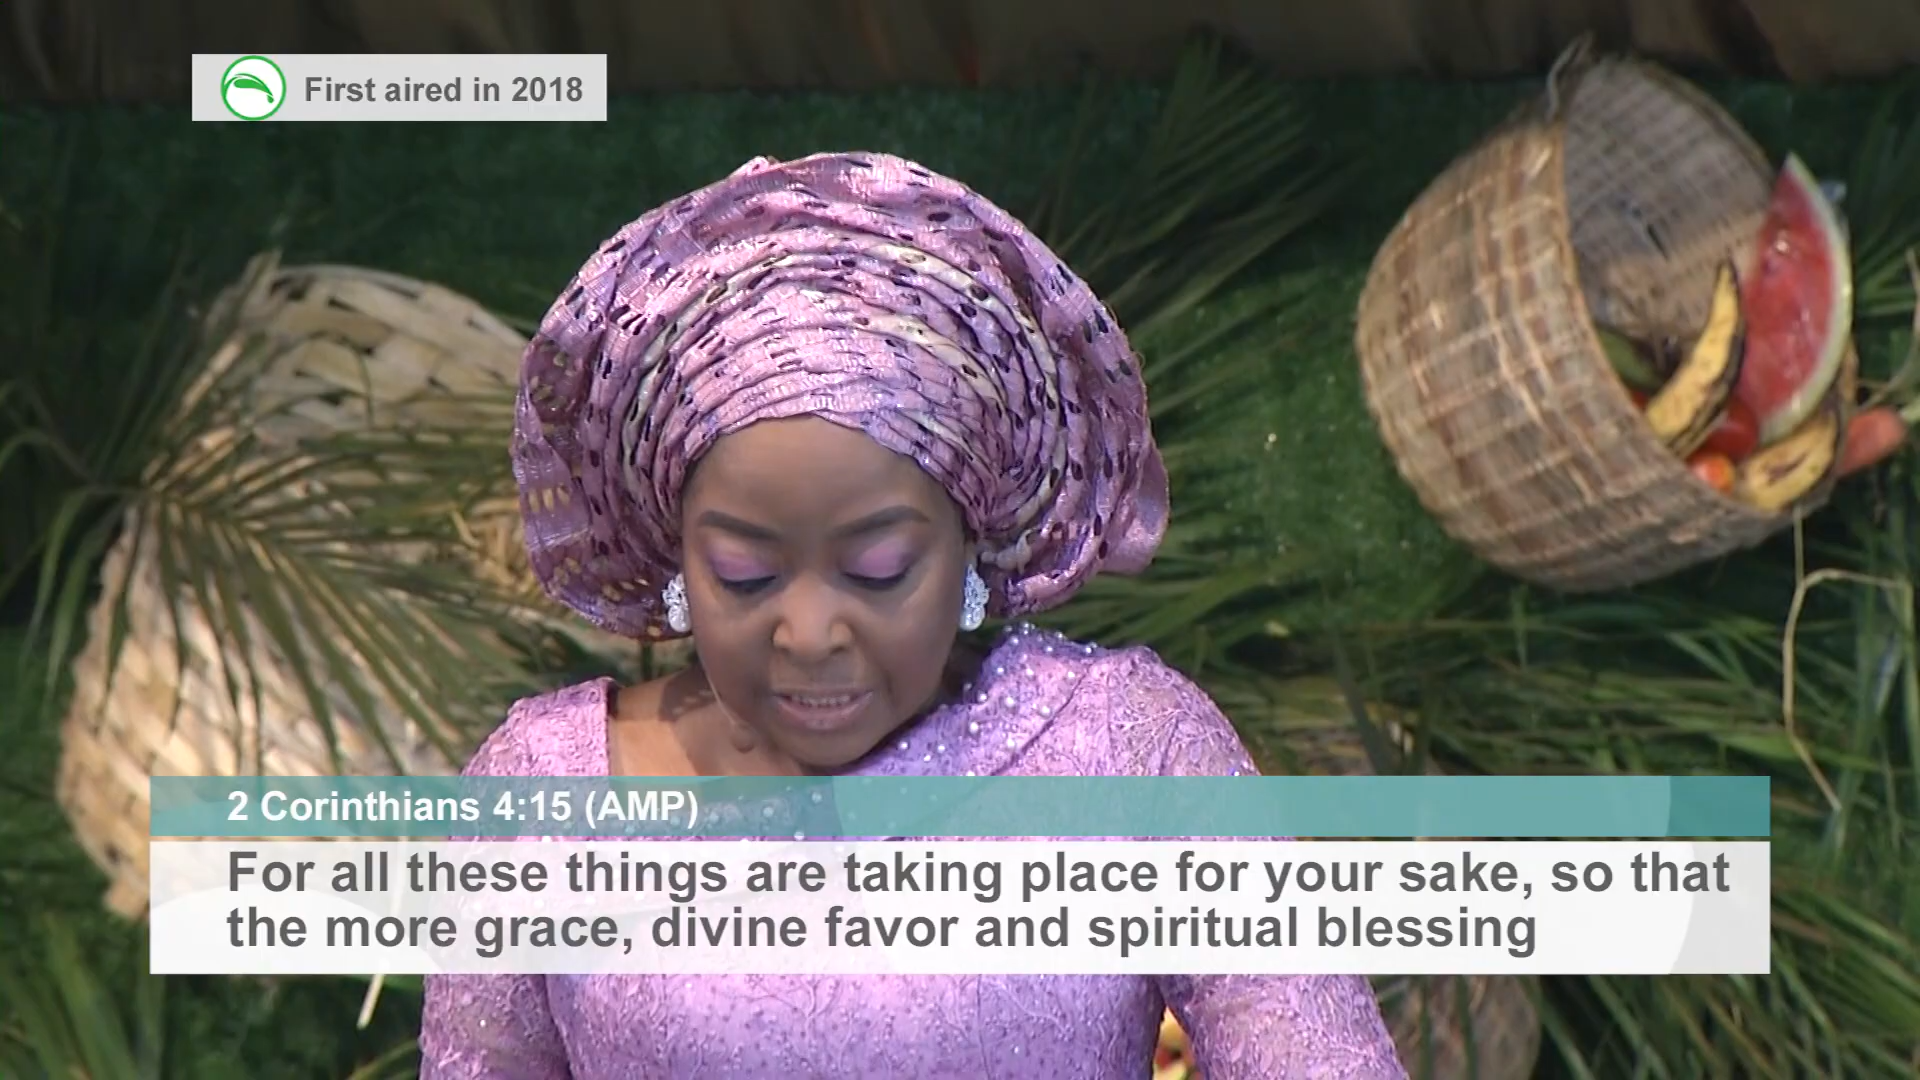 First aired in 2018
2 Corinthians 4:15 (AMP)
For all these things are taking place for your sake, so that
the more grace, divine favor and spiritual blessing